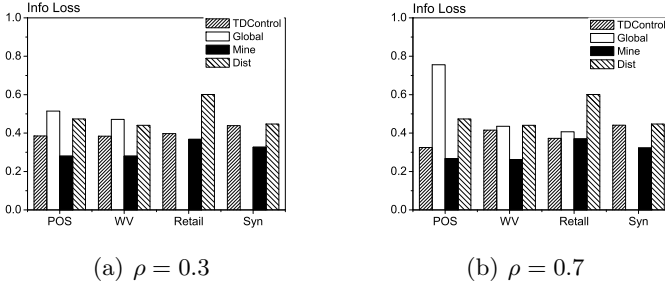 Info Loss
1.0
0.8
0.6
0.4
0.2
0.0
TDControl
Global
Mine
Dist
POS WV Retail Syn
(a) ρ = 0.3
Info Loss
1.0
0.8
0.6
0.4
0.2
0.0
TDControl
Global
Mine
Dist
POS WV Retail Syn
(b) ρ = 0.7